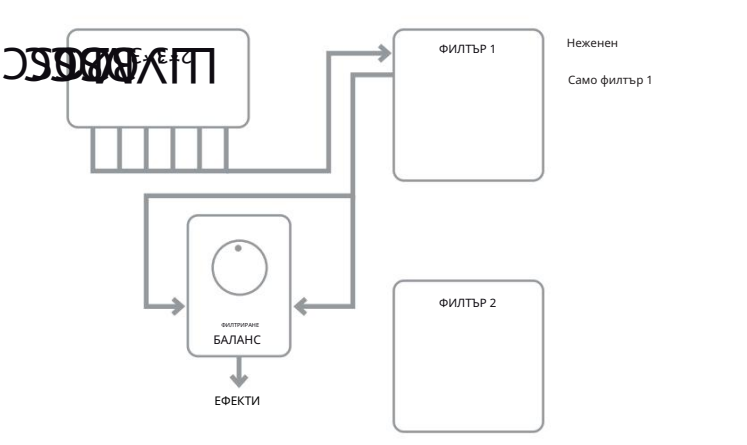 ФИЛТЪР 1
Неженен
Само филтър 1
ФИЛТЪР 2
ФИЛТРИРАНЕ
БАЛАНС
ЕФЕКТИ